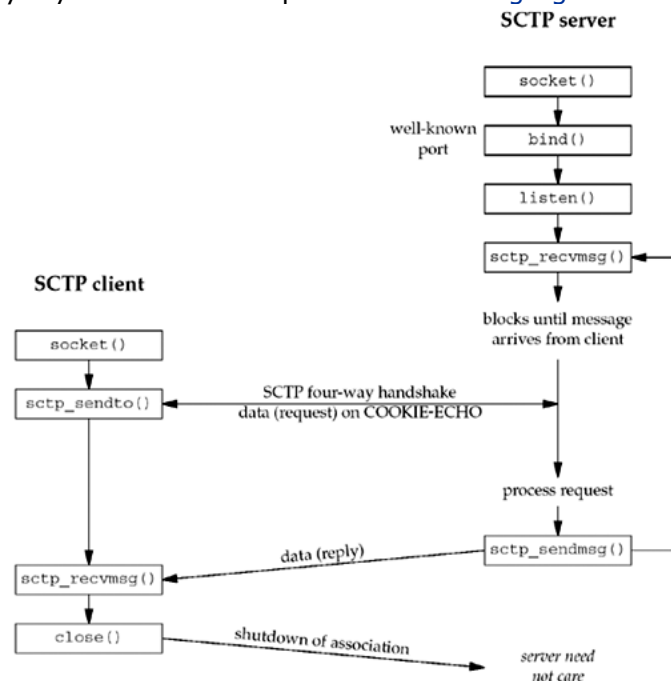 SCTP server
socket()
well-known
port
bind()
listen()
sctp_recvmsg()
SCTP client
blocks until message
arrives from client
socket()
sctp_sendto()
SCTP four-way handshake
data (request) on COOKIE-ECHO
process request
sctp_sendmsg()
data (reply)
sctp_recvmsg()
close()
shutdown of association
server need
not care